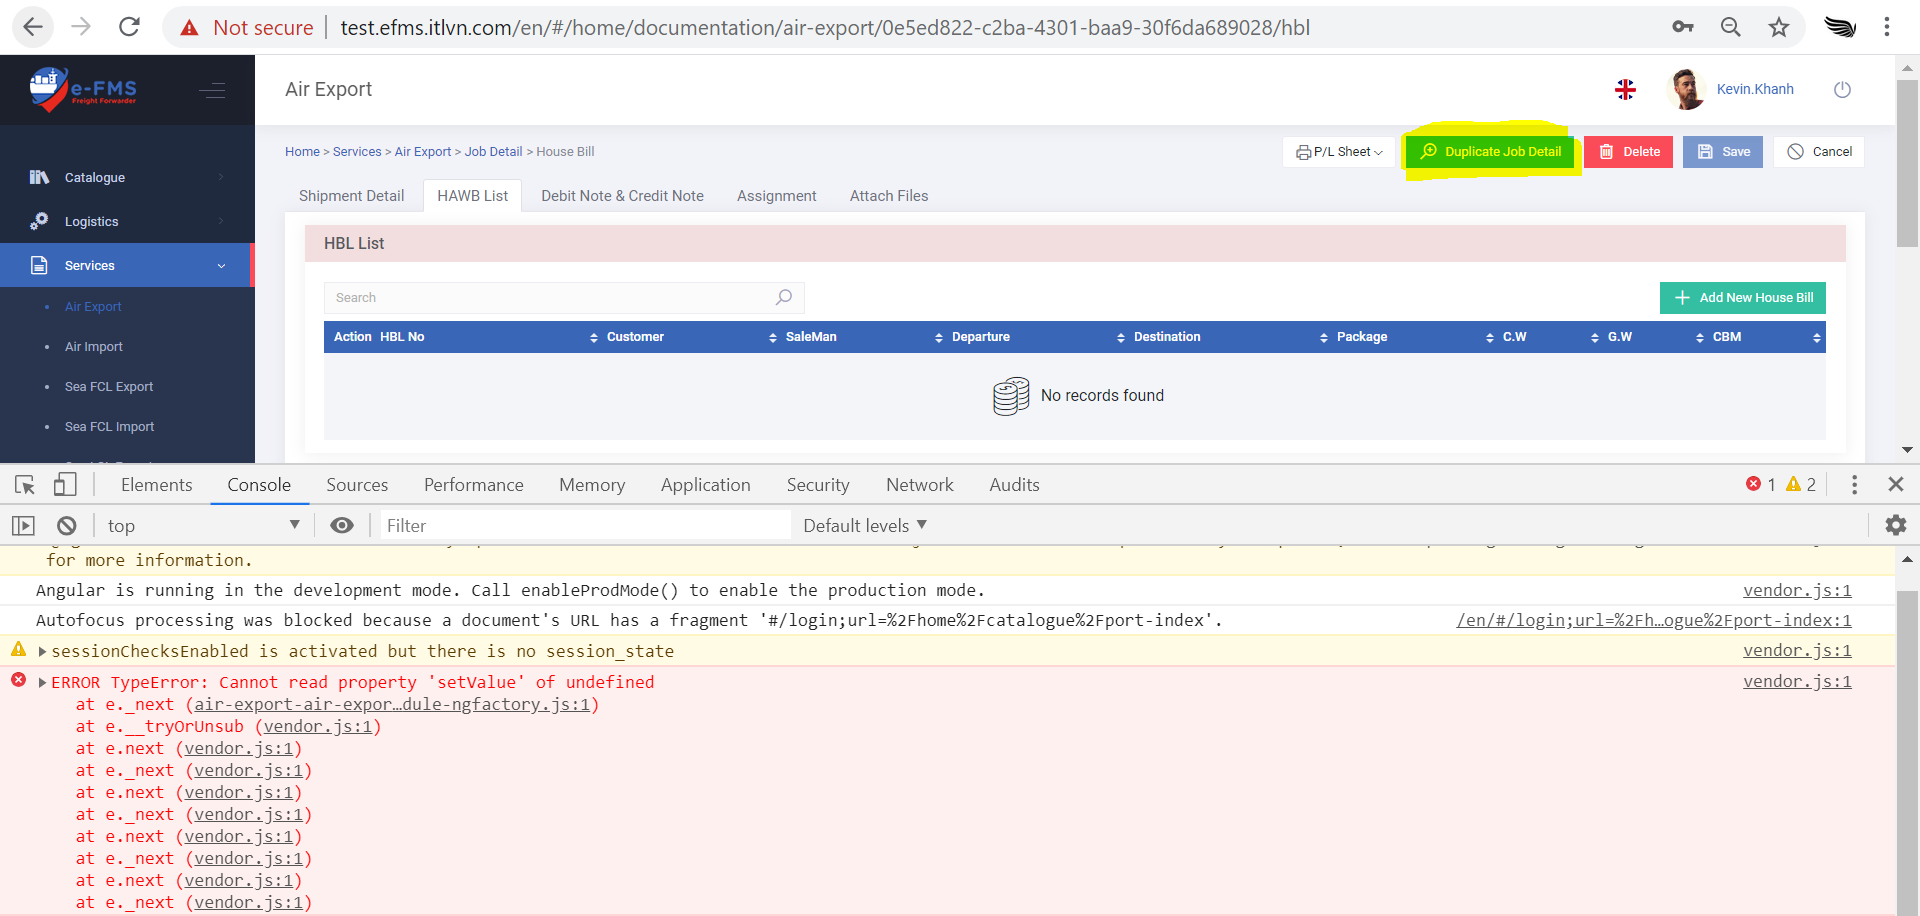 Not secure | test.efms.itlvn.com/en/#/home/documentation/air-export/0e5ed822-c2ba-4301-baa9-30f6da689028/hbl
e-FMS
Freight Forwarder
Air Export
Kevin.Khanh
Catalogue
Logistics
Services
Air Export
Air Import
Sea FCL Export
Sea FCL Import
Home > Services > Air Export > Job Detail > House Bill
P/L Sheet
Duplicate Job Detail
Delete
Save
Cancel
Shipment Detail HAWB List Debit Note & Credit Note Assignment Attach Files
HBL List
Search
Add New House Bill
Action HBL No Customer SaleMan Departure Destination Package C.W G.W CBM
No records found
Elements Console Sources Performance Memory Application Security Network Audits 1 2
top Filter Default levels
for more information.
Angular is running in the development mode. Call enableProdMode() to enable the production mode. vendor.js:1
Autofocus processing was blocked because a document's URL has a fragment '#/login;url=%2Fhome%2Fcatalogue%2Fport-index'. /en/#/login;url=%2Fh…ogue%2Fport-index:1
sessionChecksEnabled is activated but there is no session_state vendor.js:1
ERROR TypeError: Cannot read property 'setValue' of undefined vendor.js:1
at e._next (air-export-air-expor…dule-ngfactory.js:1)
at e.__tryOrUnsub (vendor.js:1)
at e.next (vendor.js:1)
at e._next (vendor.js:1)
at e.next (vendor.js:1)
at e._next (vendor.js:1)
at e.next (vendor.js:1)
at e._next (vendor.js:1)
at e.next (vendor.js:1)
at e._next (vendor.js:1)